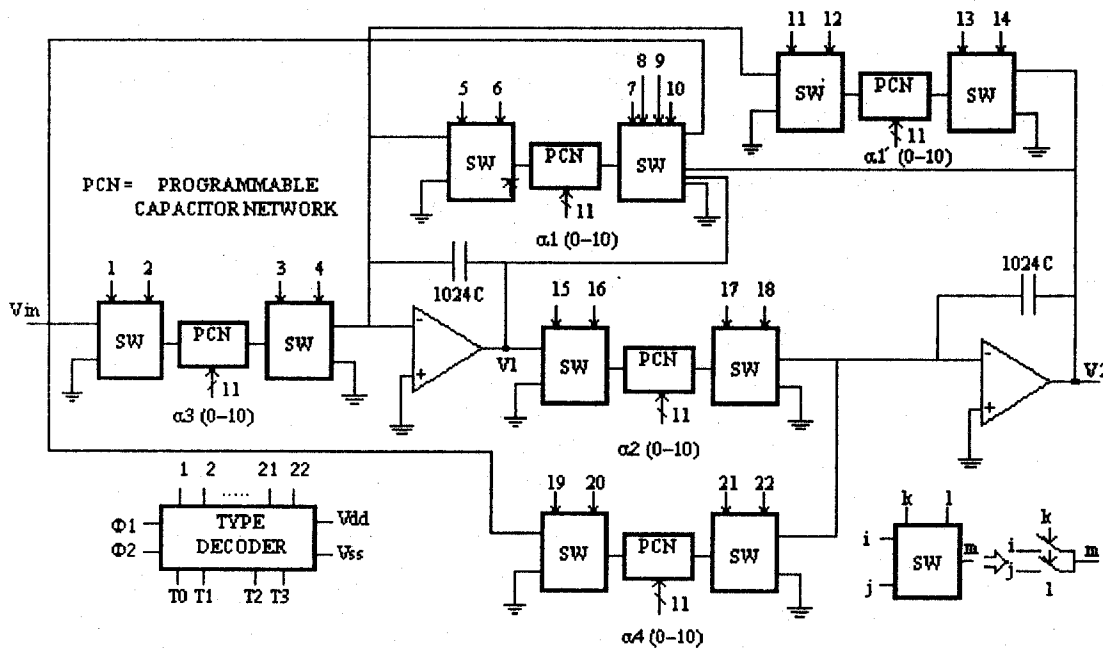 11 12 13 14
8 9
5 6 7 10
SW' PCN SW
SW PCN SW
11
α1' (0-10)
PCN = PROGRAMMABLE
CAPACITOR NETWORK
11
α1 (0-10)
1 2 3 4
1024C
1024C
15 16 17 18
Vin
SW PCN SW
-
+
V1
SW PCN SW
-
+
V2
11
α3 (0-10)
11
α2 (0-10)
1 2 ..... 21 22
19 20 21 22
Φ1
Φ2
TYPE
DECODER
Vdd
Vss
T0 T1 T2 T3
SW PCN SW
11
α4 (0-10)
k l
i
j
SW
m
k
i
j
l
m